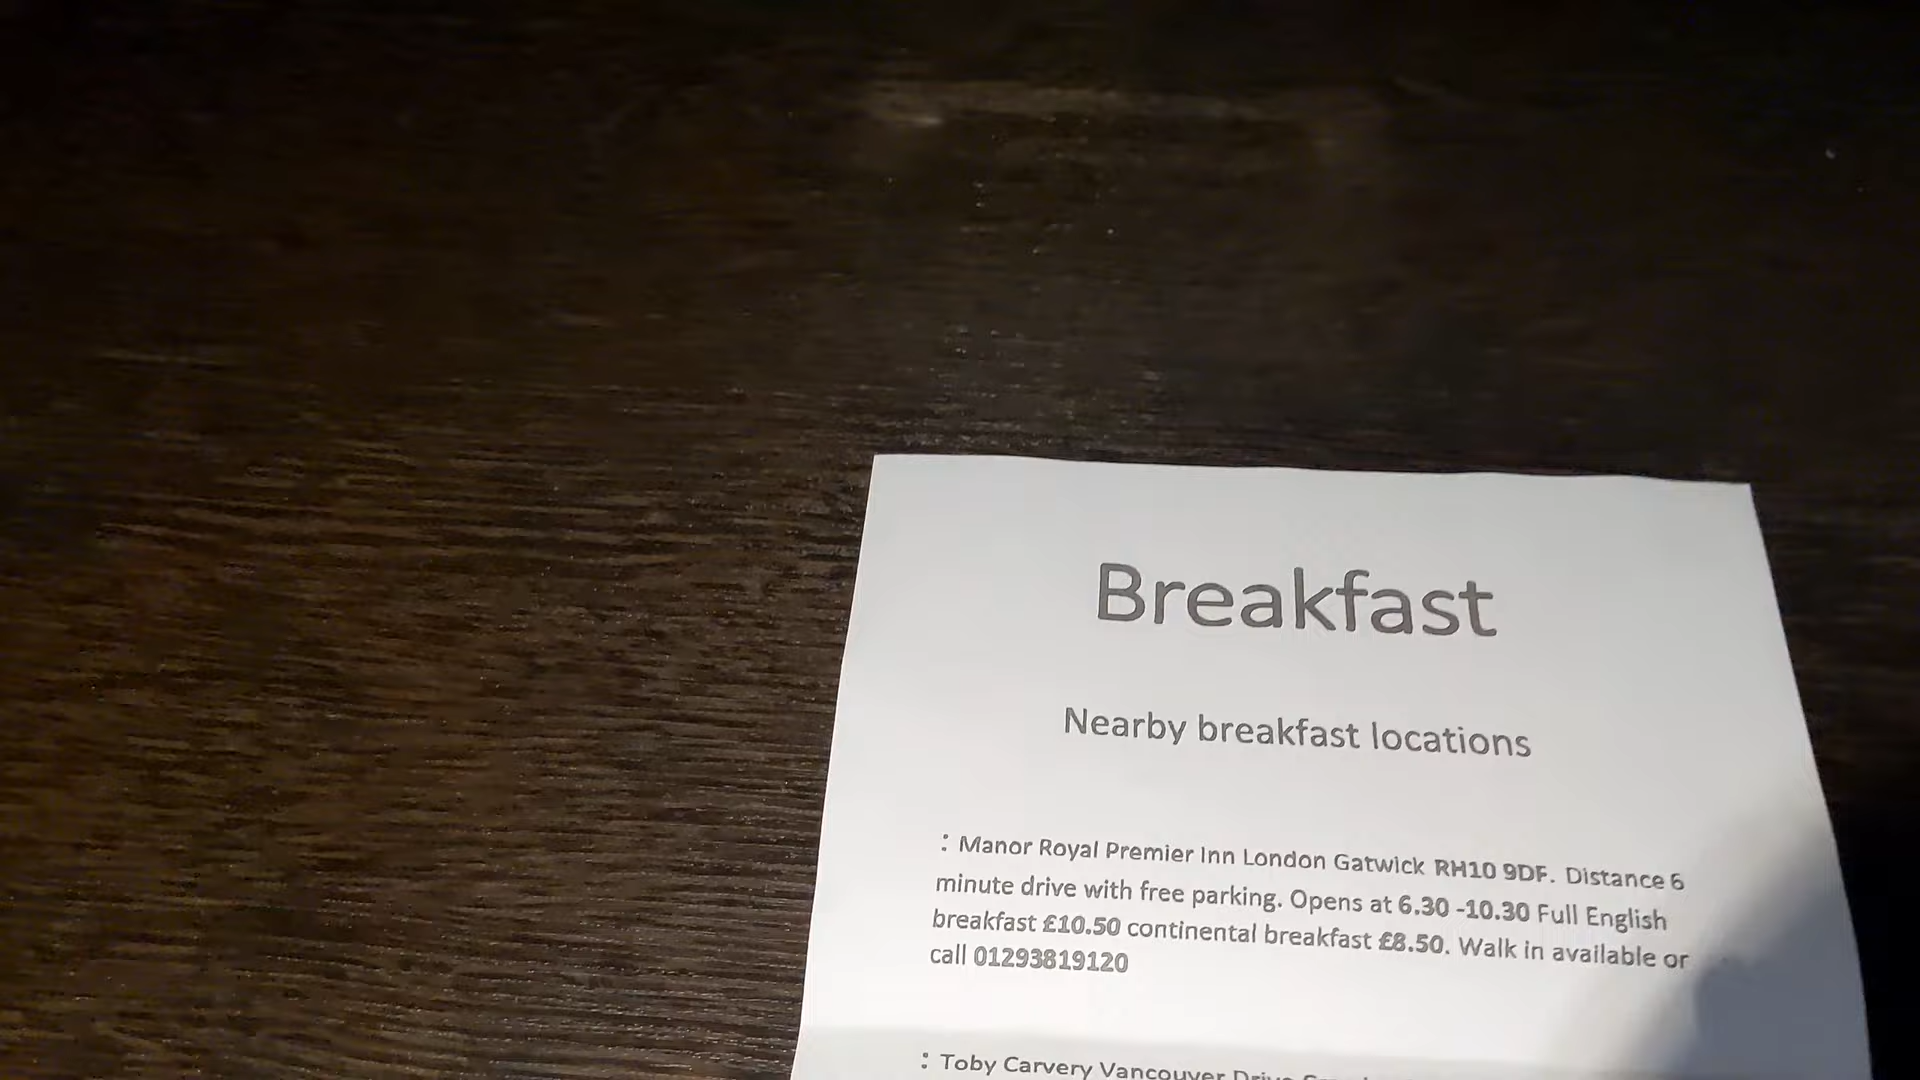 Breakfast
Nearby breakfast locations
: Manor Royal Premier Inn London Gatwick RH10 9DF. Distance 6
minute drive with free parking. Opens at 6.30 -10.30 Full English
breakfast £10.50 continental breakfast £8.50. Walk in available or
call 01293819120
: Toby Carvery Vancouver Drive